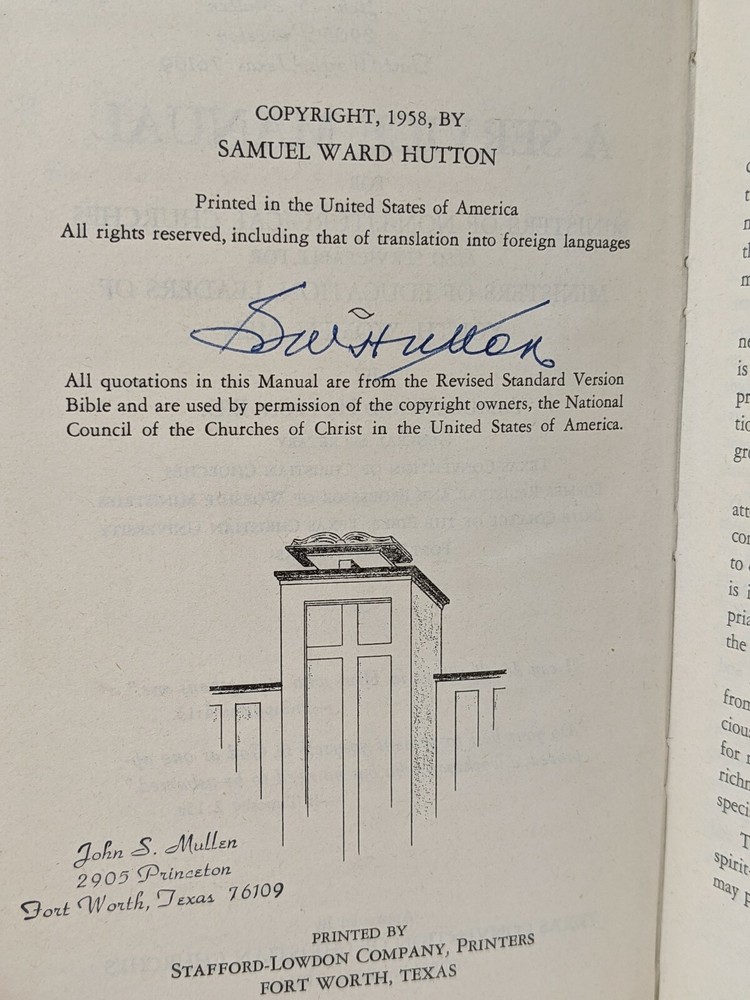 COPYRIGHT, 1958, BY
SAMUEL WARD HUTTON
Printed in the United States of America
All rights reserved, including that of translation into foreign languages
SW Hutton
All quotations in this Manual are from the Revised Standard Version
Bible and are used by permission of the copyright owners, the National
Council of the Churches of Christ in the United States of America.
John S. Mullen
2905 Princeton
Fort Worth, Texas 76109
PRINTED BY
STAFFORD-LOWDON COMPANY, PRINTERS
FORT WORTH, TEXAS